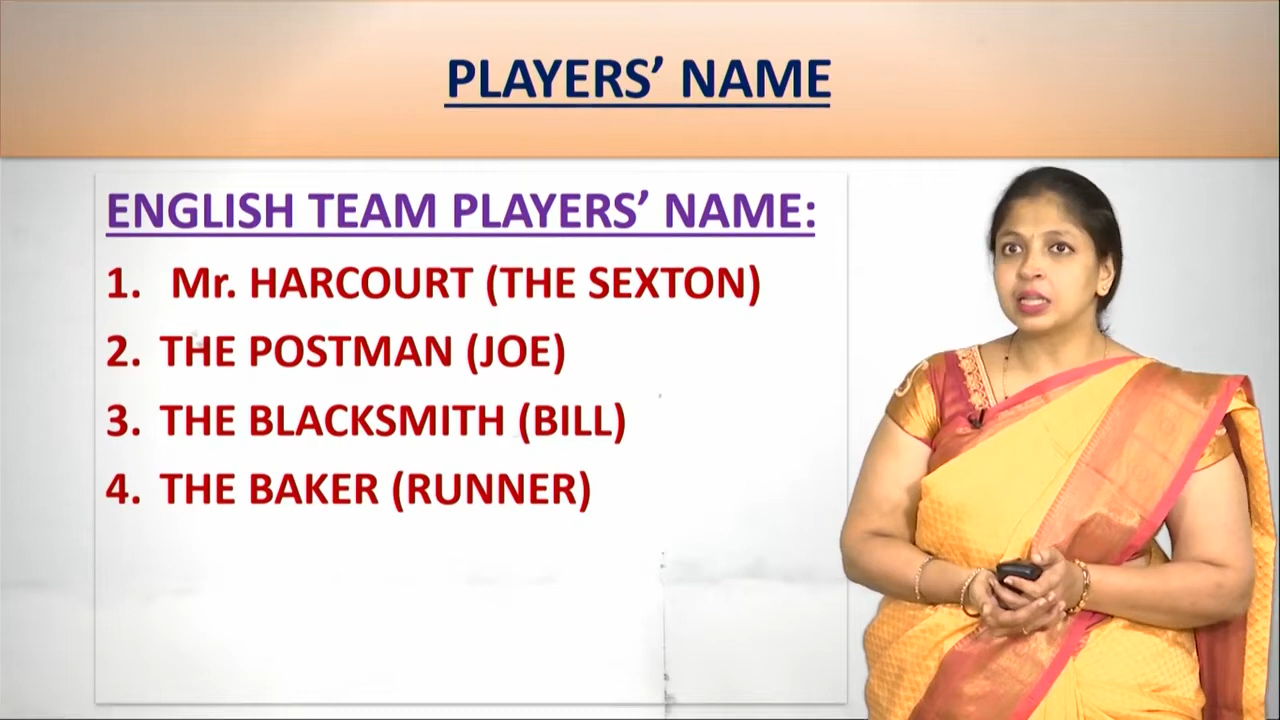 PLAYERS’ NAME
ENGLISH TEAM PLAYERS’ NAME:
1. Mr. HARCOURT (THE SEXTON)
2. THE POSTMAN (JOE)
3. THE BLACKSMITH (BILL)
4. THE BAKER (RUNNER)